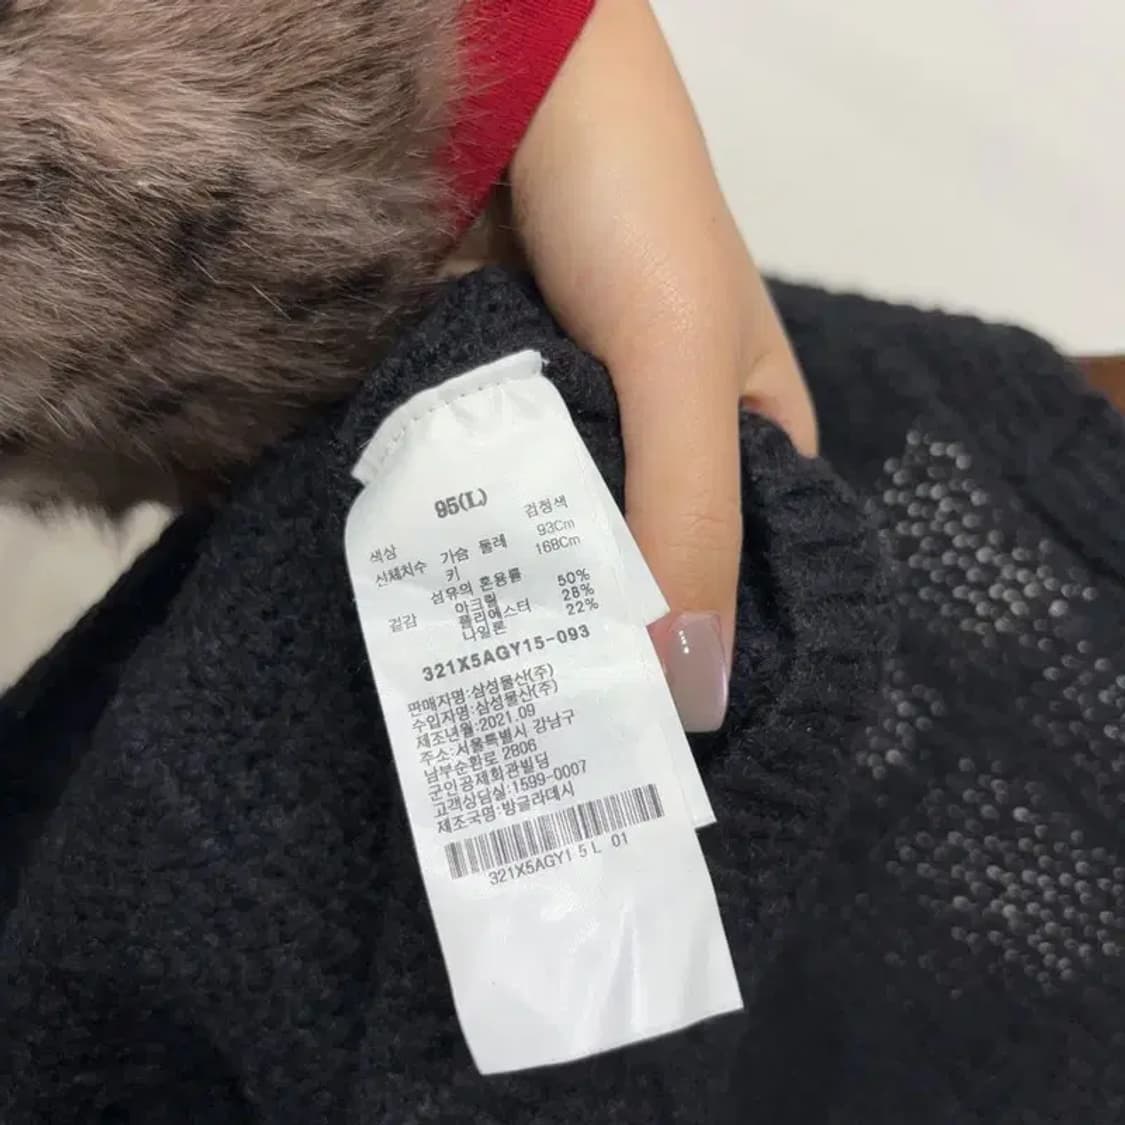 95(L)
색상 검정색
신체치수 가슴 둘레 93Cm
키 168Cm
섬유의 혼용률
겉감 아크릴 50%
폴리에스터 28%
나일론 22%
321X5AGY15-093
판매자명:삼성물산(주)
수입자명:삼성물산(주)
제조년월:2021.09
주소:서울특별시 강남구
남부순환로 2806
군인공제회관빌딩
고객상담실:1599-0007
제조국명:방글라데시
321X5AGY1 5 L 01